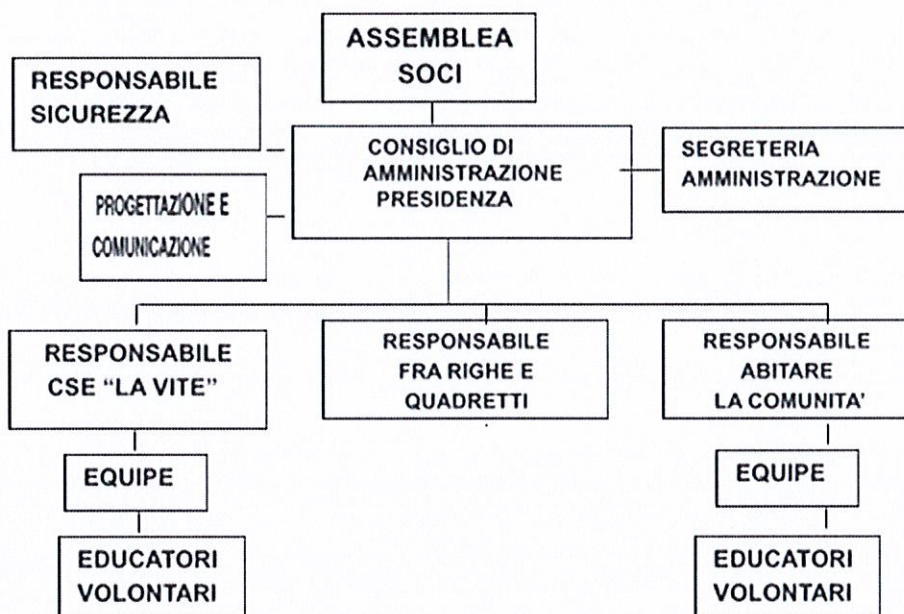 ASSEMBLEA
SOCI
RESPONSABILE
SICUREZZA
CONSIGLIO DI
AMMINISTRAZIONE
PRESIDENZA
SEGRETERIA
AMMINISTRAZIONE
PROGETTAZIONE E
COMUNICAZIONE
RESPONSABILE
CSE “LA VITE”
RESPONSABILE
FRA RIGHE E
QUADRETTI
RESPONSABILE
ABITARE
LA COMUNITA’
EQUIPE
EQUIPE
EDUCATORI
VOLONTARI
EDUCATORI
VOLONTARI